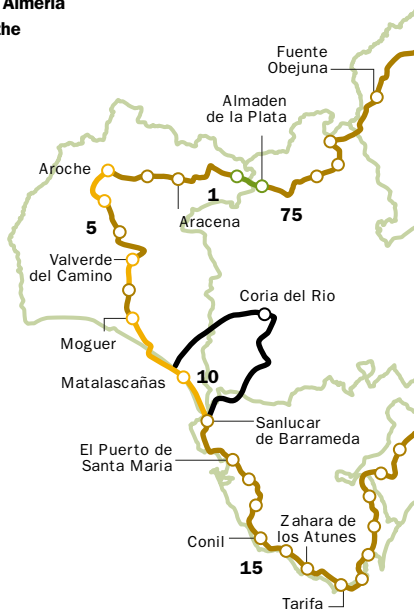 Almeria
the
Fuente
Obejuna
Almaden
de la Plata
Aroche
1
Aracena
75
5
Valverde
del Camino
Coria del Rio
Moguer
10
Matalascañas
Sanlucar
de Barrameda
El Puerto de
Santa Maria
Zahara de
los Atunes
Conil
15
Tarifa